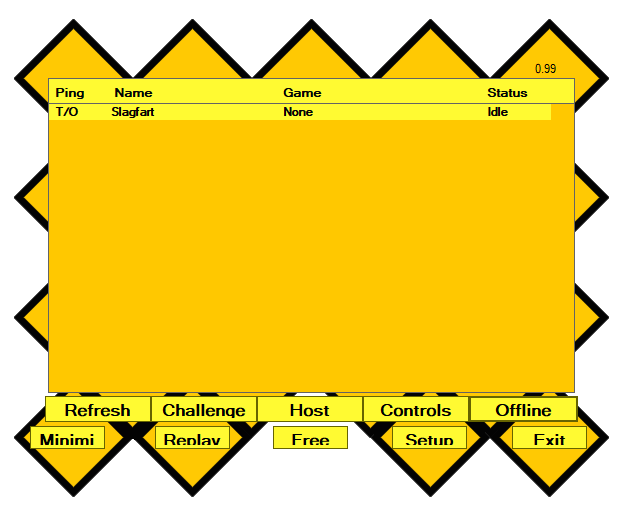 0.99
Ping Name Game Status
T/O Slagfart None Idle
Refresh Challenge Host Controls Offline
Minimi Replay Free Setup Exit